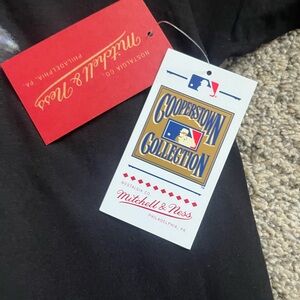 NOSTALGIA CO.
Mitchell & Ness
PHILADELPHIA, PA.
COOPERSTOWN
COLLECTION
NOSTALGIA CO.
Mitchell & Ness
PHILADELPHIA, PA.